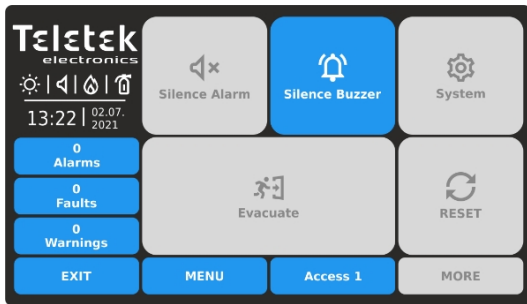 Teletek
electronics
13:22 | 02.07.
2021
Silence Alarm
Silence Buzzer
System
0
Alarms
0
Faults
0
Warnings
Evacuate
RESET
EXIT
MENU
Access 1
MORE